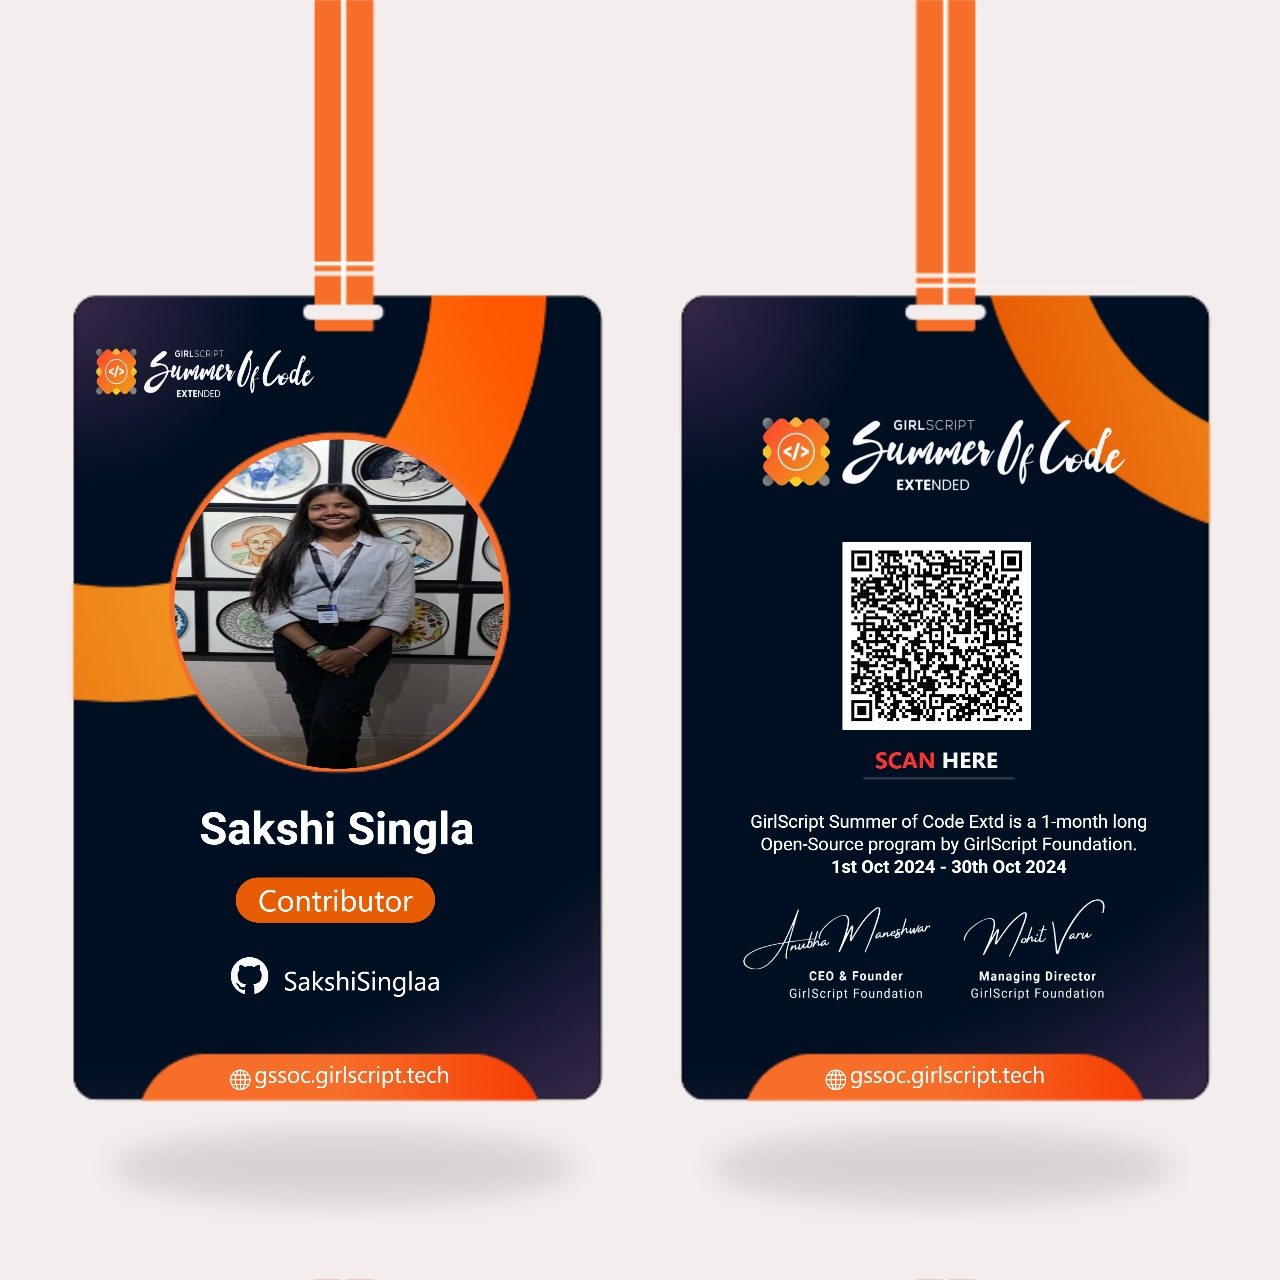 GIRLSCRIPT
Summer Of Code
EXTENDED
Sakshi Singla
Contributor
SakshiSinglaa
gssoc.girlscript.tech
GIRLSCRIPT
Summer Of Code
EXTENDED
SCAN HERE
GirlScript Summer of Code Extd is a 1-month long
Open-Source program by GirlScript Foundation.
1st Oct 2024 - 30th Oct 2024
Anubha Maneshwar
CEO & Founder
GirlScript Foundation
Mohit Varu
Managing Director
GirlScript Foundation
gssoc.girlscript.tech